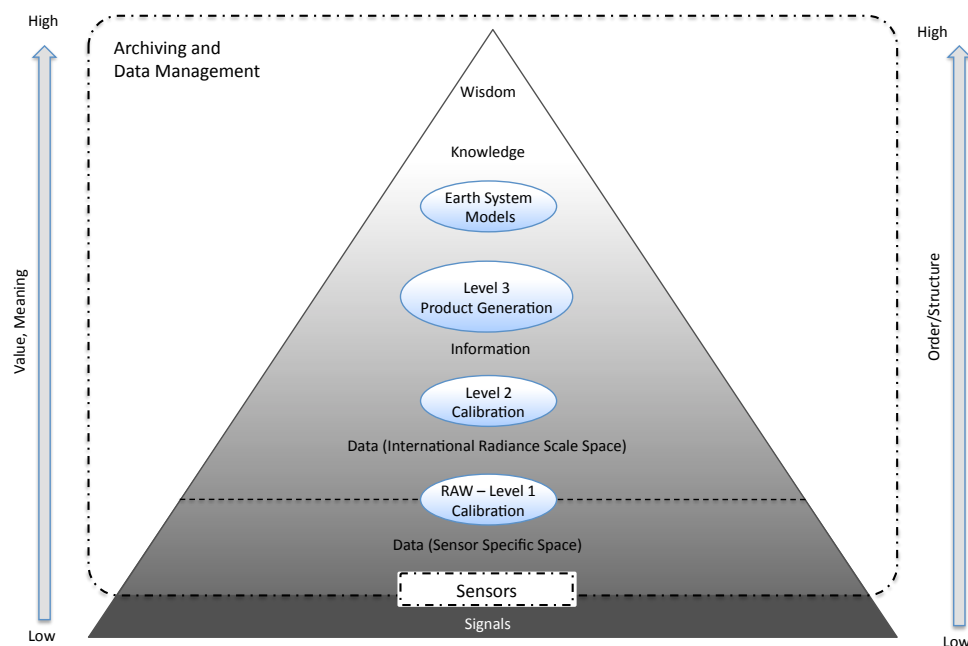 High
High
Archiving and
Data Management
Wisdom
Knowledge
Earth System
Models
Level 3
Product Generation
Value, Meaning
Order/Structure
Information
Level 2
Calibration
Data (International Radiance Scale Space)
RAW – Level 1
Calibration
Data (Sensor Specific Space)
Sensors
Signals
Low
Low